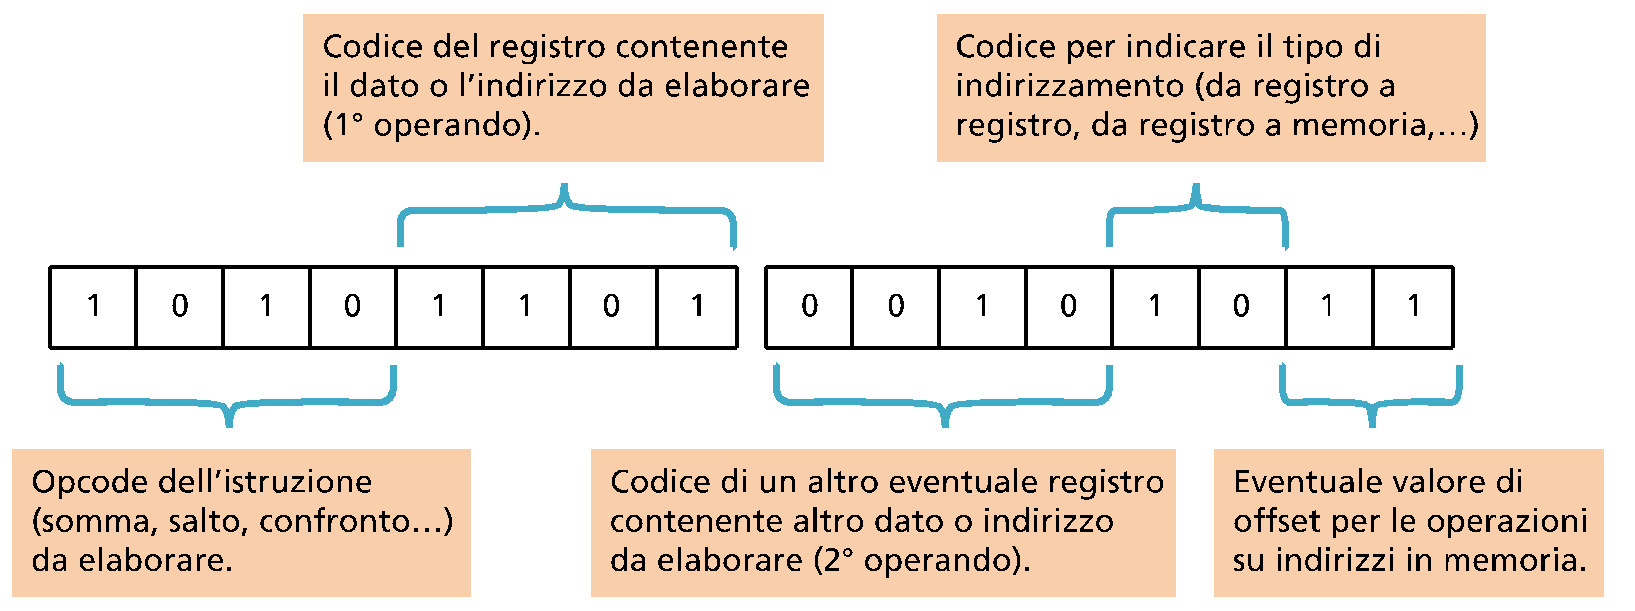 Codice del registro contenente
il dato o l’indirizzo da elaborare
(1° operando).
Codice per indicare il tipo di
indirizzamento (da registro a
registro, da registro a memoria,…)
1 0 1 0 1 1 0 1 0 0 1 0 1 0 1 1
Opcode dell’istruzione
(somma, salto, confronto…)
da elaborare.
Codice di un altro eventuale registro
contenente altro dato o indirizzo
da elaborare (2° operando).
Eventuale valore di
offset per le operazioni
su indirizzi in memoria.